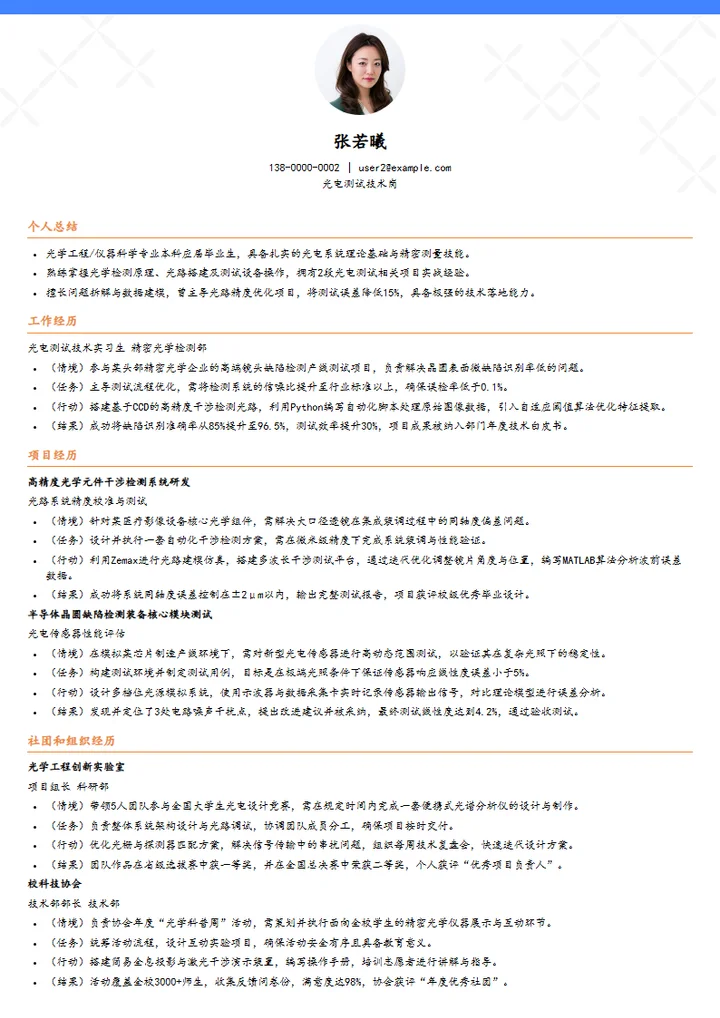 张若曦
138-0000-0002 | user2@example.com
光电测试技术岗
个人总结
• 光学工程/仪器科学专业本科应届毕业生，具备扎实的光电系统理论基础与精密测量技能。
• 熟练掌握光学检测原理、光路搭建及测试设备操作，拥有2段光电测试相关项目实战经验。
• 擅长问题拆解与数据建模，曾主导光路精度优化项目，将测试误差降低15%，具备极强的技术落地能力。
工作经历
光电测试技术实习生 精密光学检测部
• （情境）参与某头部精密光学企业的高端镜头缺陷检测产线测试项目，负责解决晶圆表面微缺陷识别率低的问题。
• （任务）主导测试流程优化，需将检测系统的信噪比提升至行业标准以上，确保误检率低于0.1%。
• （行动）搭建基于CCD的高精度干涉检测光路，利用Python编写自动化脚本处理原始图像数据，引入自适应阈值算法优化特征提取。
• （结果）成功将缺陷识别准确率从85%提升至96.5%，测试效率提升30%，项目成果被纳入部门年度技术白皮书。
项目经历
高精度光学元件干涉检测系统研发
光路系统精度校准与测试
• （情境）针对某医疗影像设备核心光学组件，需解决大口径透镜在集成装调过程中的同轴度偏差问题。
• （任务）设计并执行一套自动化干涉检测方案，需在微米级精度下完成系统装调与性能验证。
• （行动）利用Zemax进行光路建模仿真，搭建多波长干涉测试平台，通过迭代优化调整镜片角度与位置，编写MATLAB算法分析波前误差
数据。
• （结果）成功将系统同轴度误差控制在±2μm以内，输出完整测试报告，项目获评校级优秀毕业设计。
半导体晶圆缺陷检测装备核心模块测试
光电传感器性能评估
• （情境）在模拟某芯片制造产线环境下，需对新型光电传感器进行高动态范围测试，以验证其在复杂光照下的稳定性。
• （任务）构建测试环境并制定测试用例，目标是在极端光照条件下保证传感器响应线性度误差小于5%。
• （行动）设计多档位光源模拟系统，使用示波器与数据采集卡实时记录传感器输出信号，对比理论模型进行误差分析。
• （结果）发现并定位了3处电路噪声干扰点，提出改进建议并被采纳，最终测试线性度达到4.2%，通过验收测试。
社团和组织经历
光学工程创新实验室
项目组长 科研部
• （情境）带领5人团队参与全国大学生光电设计竞赛，需在规定时间内完成一套便携式光谱分析仪的设计与制作。
• （任务）负责整体系统架构设计与光路调试，协调团队成员分工，确保项目按时交付。
• （行动）优化光栅与探测器匹配方案，解决信号传输中的串扰问题，组织每周技术复盘会，快速迭代设计方案。
• （结果）团队作品在省级选拔赛中获一等奖，并在全国总决赛中荣获二等奖，个人获评“优秀项目负责人”。
校科技协会
技术部部长 技术部
• （情境）负责协会年度“光学科普周”活动，需策划并执行面向全校学生的精密光学仪器展示与互动环节。
• （任务）统筹活动流程，设计互动实验项目，确保活动安全有序且具备教育意义。
• （行动）搭建简易全息投影与激光干涉演示装置，编写操作手册，培训志愿者进行讲解与指导。
• （结果）活动覆盖全校3000+师生，收集反馈问卷份，满意度达98%，协会获评“年度优秀社团”。